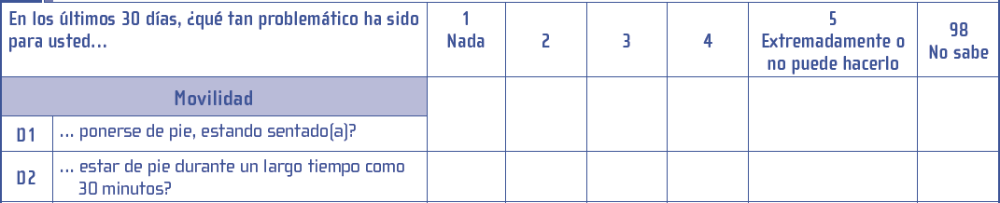 En los últimos 30 días, ¿qué tan problemático ha sido
para usted...
1
Nada
2
3
4
5
Extremadamente o
no puede hacerlo
98
No sabe
Movilidad
D1 ... ponerse de pie, estando sentado(a)?
D2 ... estar de pie durante un largo tiempo como
30 minutos?